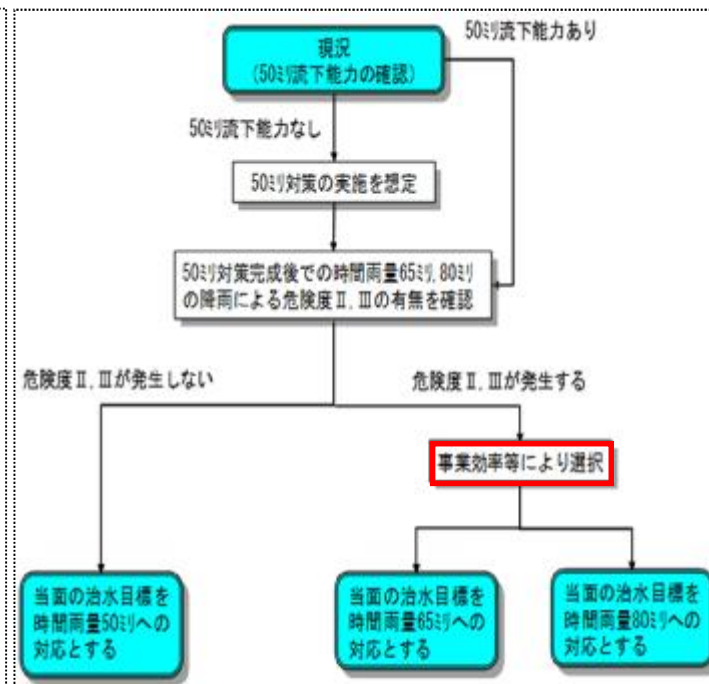 50ミリ流下能力あり
現況
(50ミリ流下能力の確認)
50ミリ流下能力なし
50ミリ対策の実施を想定
50ミリ対策完成後での時間雨量65ミリ,80ミリ
の降雨による危険度Ⅱ,Ⅲの有無を確認
危険度Ⅱ,Ⅲが発生しない
危険度Ⅱ,Ⅲが発生する
事業効率等により選択
当面の治水目標を
時間雨量50ミリへの
対応とする
当面の治水目標を
時間雨量65ミリへの
対応とする
当面の治水目標を
時間雨量80ミリへの
対応とする